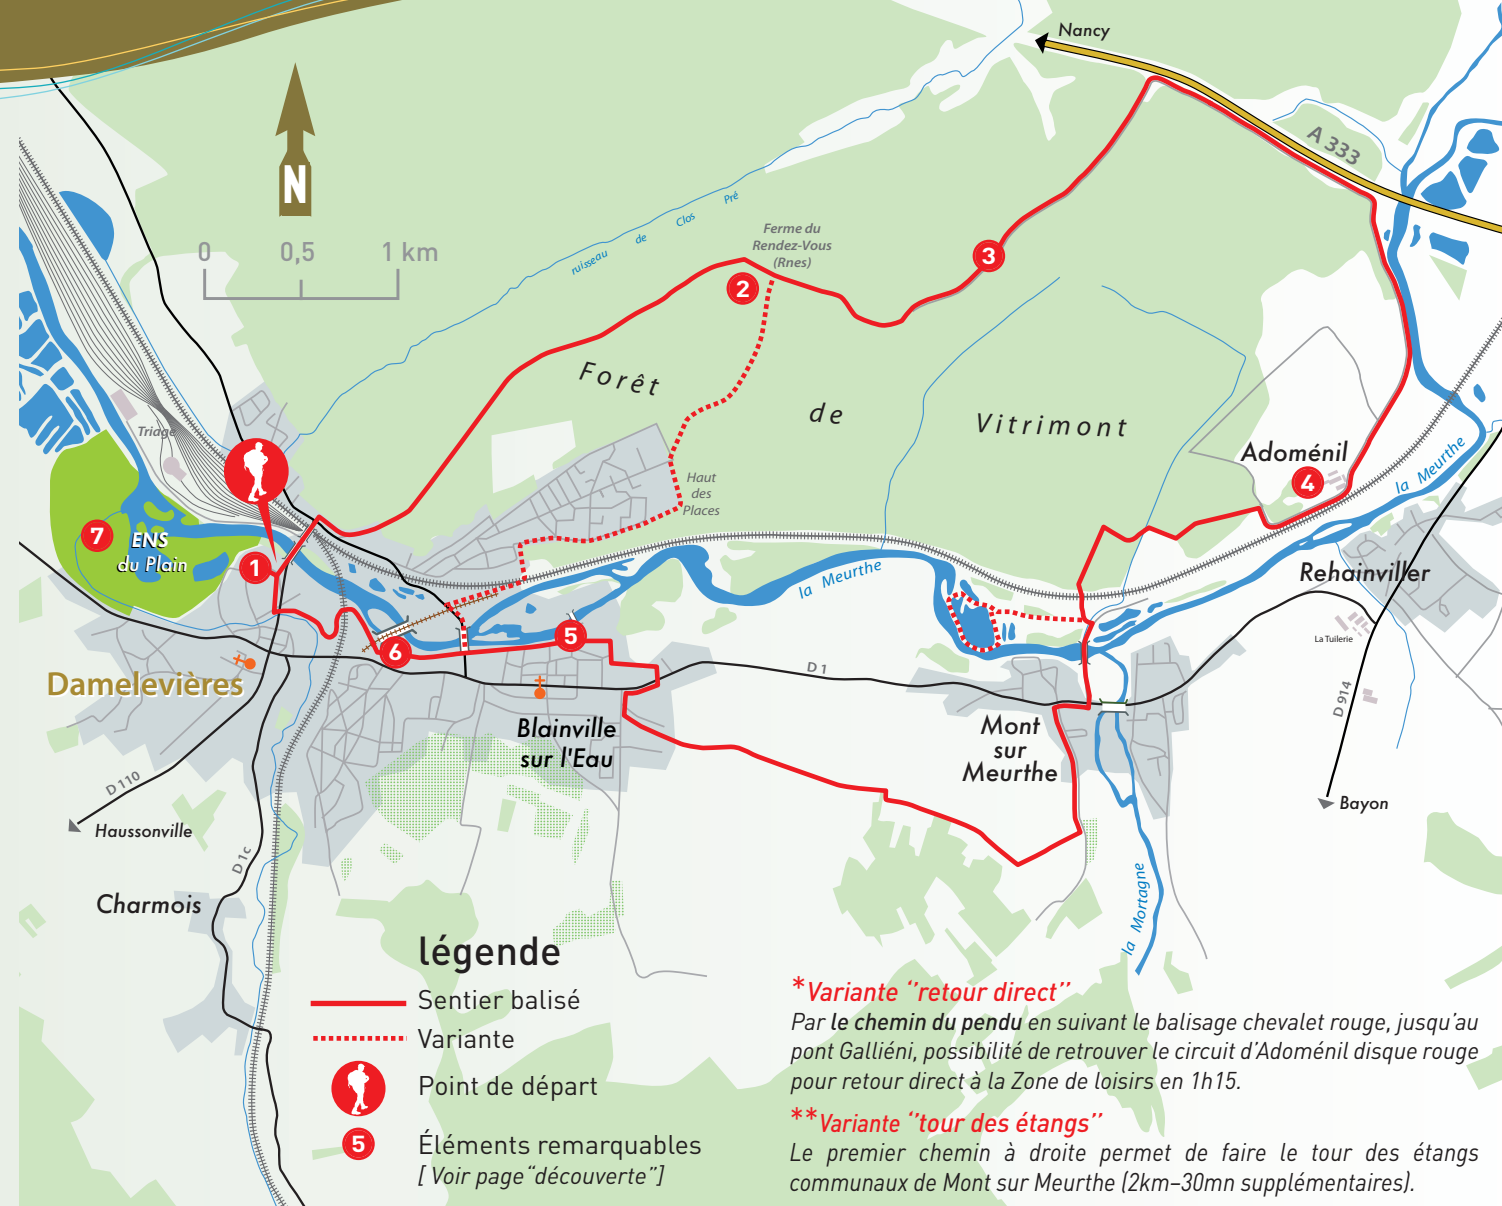 Nancy
A 333
N
0 0,5 1 km
ruisseau de Clos Pré
Ferme du
Rendez-Vous
(Rnes)
3
2
Forêt de Vitrimont
Triage
Adoménil
4
la Meurthe
Haut
des
Places
7
ENS
du Plain
1
la Meurthe
Rehainviller
La Tuilerie
5
6
D 1
D 914
Damelevières
Blainville
sur l'Eau
Mont
sur
Meurthe
D 110
Haussonville
Bayon
D 1c
Charmois
la Mortagne
légende
Sentier balisé
Variante
Point de départ
5
Éléments remarquables
[ Voir page “découverte”]
*Variante ‘’retour direct’’
Par le chemin du pendu en suivant le balisage chevalet rouge, jusqu’au
pont Galliéni, possibilité de retrouver le circuit d’Adoménil disque rouge
pour retour direct à la Zone de loisirs en 1h15.
**Variante ‘’tour des étangs’’
Le premier chemin à droite permet de faire le tour des étangs
communaux de Mont sur Meurthe (2km–30mn supplémentaires).